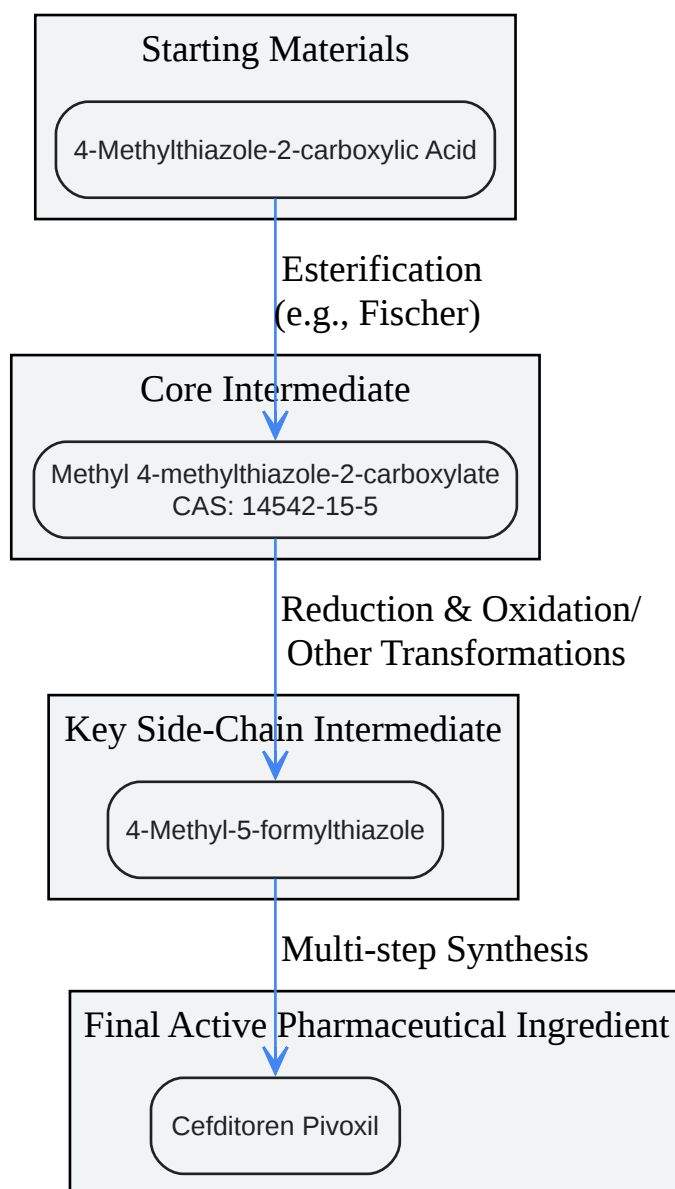 Starting Materials
4-Methylthiazole-2-carboxylic Acid
Esterification
(e.g., Fischer)
Core Intermediate
Methyl 4-methylthiazole-2-carboxylate
CAS: 14542-15-5
Reduction & Oxidation/
Other Transformations
Key Side-Chain Intermediate
4-Methyl-5-formylthiazole
Multi-step Synthesis
Final Active Pharmaceutical Ingredient
Cefditoren Pivoxil